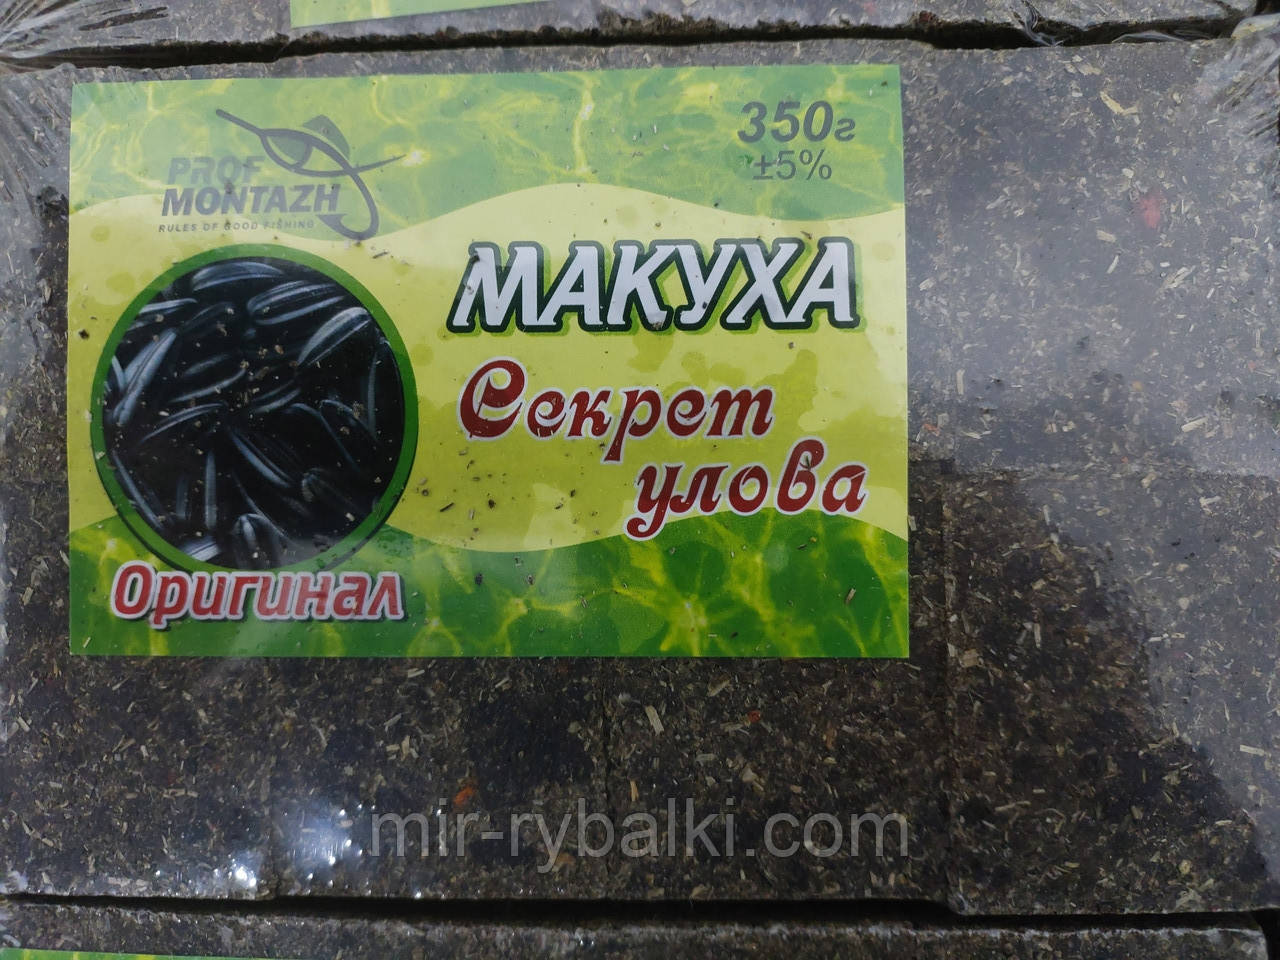 350г
±5%
PROF
MONTAZH
RULES OF GOOD FISHING
МАКУХА
Секрет
улова
Оригинал
mir-rybalki.com